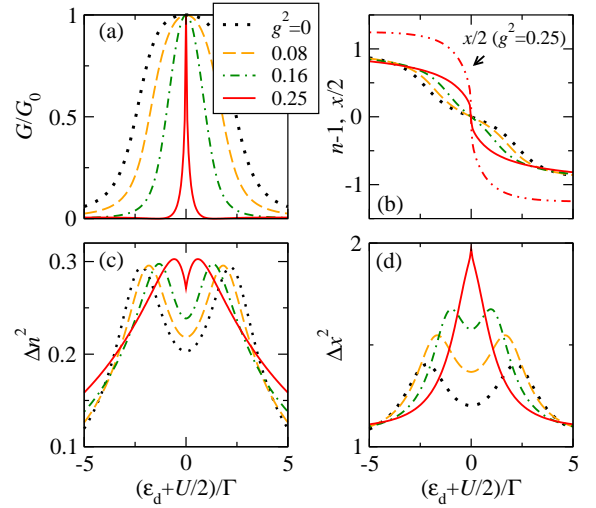 (a)
g²=0
0.08
0.16
0.25
G/G₀
1
0.5
0
x/2 (g²=0.25)
n-1, x/2
1
0
-1
(b)
(c)
Δn²
0.3
0.2
0.1
-5 0 5
(εd+U/2)/Γ
2
(d)
Δx²
1
-5 0 5
(εd+U/2)/Γ